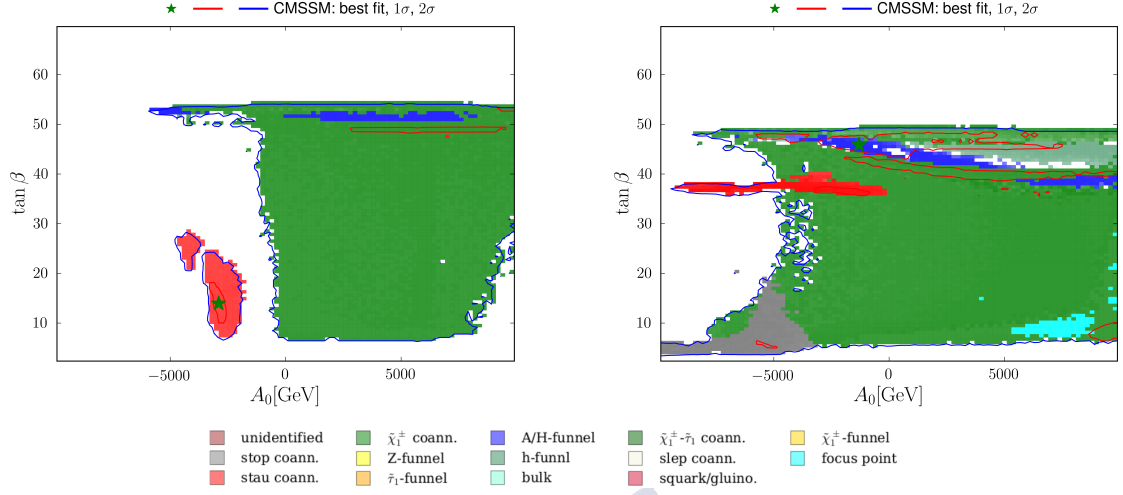 CMSSM: best fit, 1σ, 2σ
CMSSM: best fit, 1σ, 2σ
60
50
40
30
20
10
tan β
−5000
0
5000
A₀[GeV]
60
50
40
30
20
10
tan β
−5000
0
5000
A₀[GeV]
unidentified
χ̃₁± coann.
A/H-funnel
χ̃₁±-τ̃₁ coann.
χ̃₁±-funnel
stop coann.
Z-funnel
h-funnl
slep coann.
focus point
stau coann.
τ̃₁-funnel
bulk
squark/gluino.